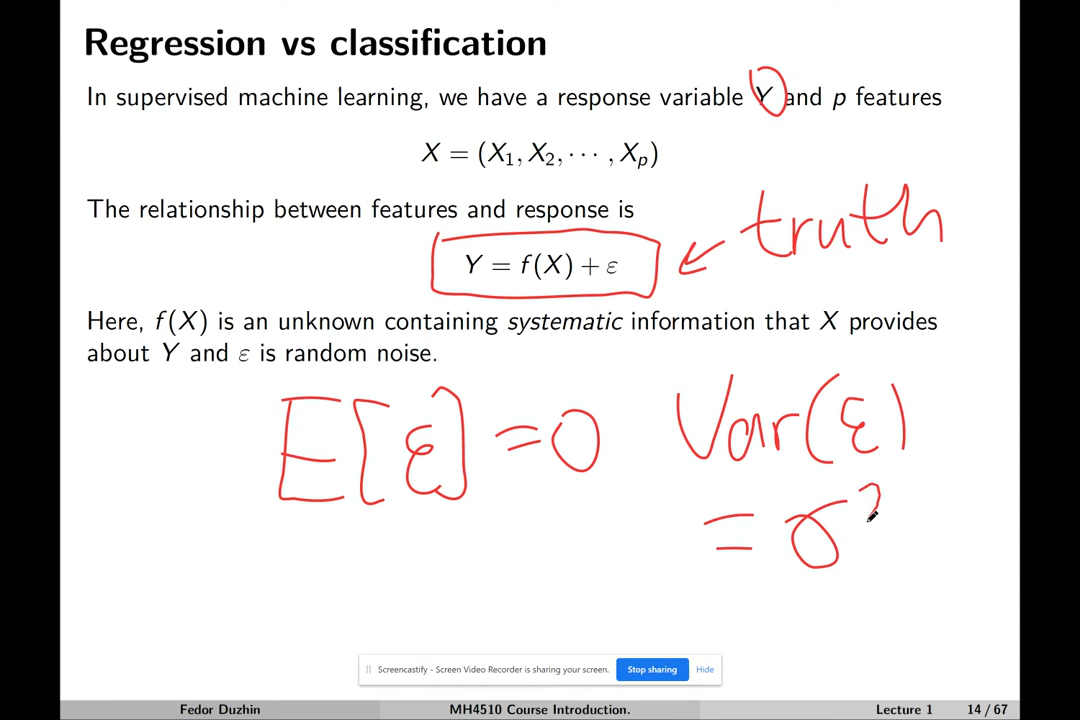 Regression vs classification
In supervised machine learning, we have a response variable Y and p features
X = (X₁, X₂, ⋯ , Xₚ)
The relationship between features and response is
truth
Y = f(X) + ε
Here, f(X) is an unknown containing systematic information that X provides
about Y and ε is random noise.
E[ε] = 0 Var(ε)
= σ²
Screencastify - Screen Video Recorder is sharing your screen. Stop sharing Hide
Fedor Duzhin MH4510 Course Introduction. Lecture 1 14 / 67